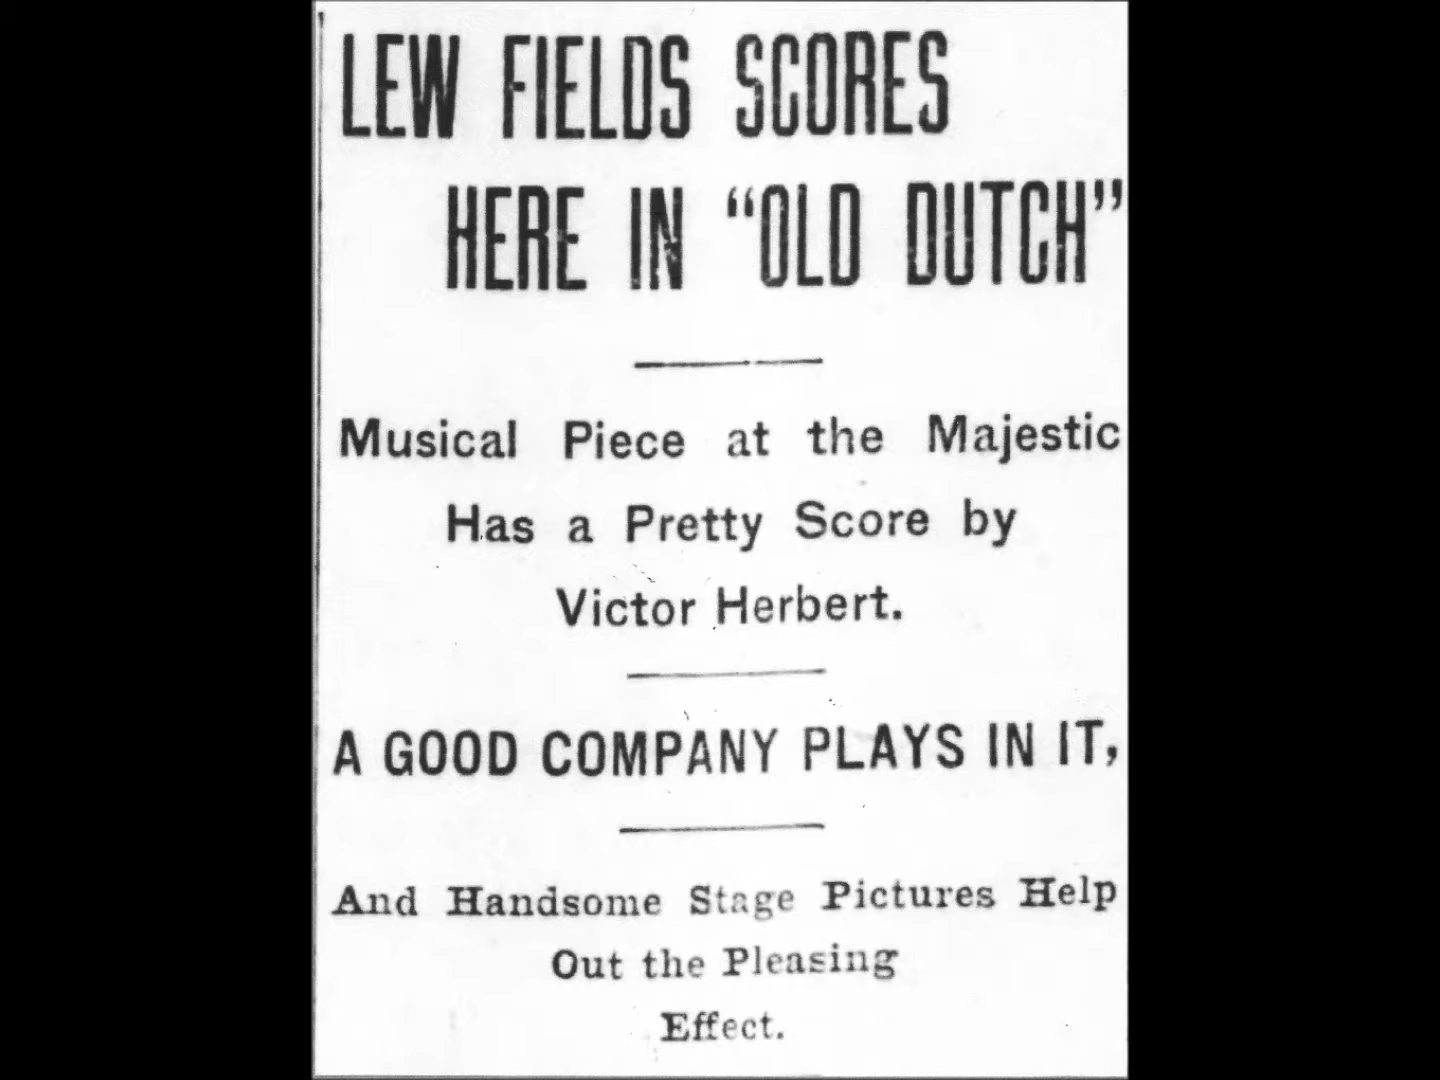 LEW FIELDS SCORES
HERE IN “OLD DUTCH”
Musical Piece at the Majestic
Has a Pretty Score by
Victor Herbert.
A GOOD COMPANY PLAYS IN IT,
And Handsome Stage Pictures Help
Out the Pleasing
Effect.